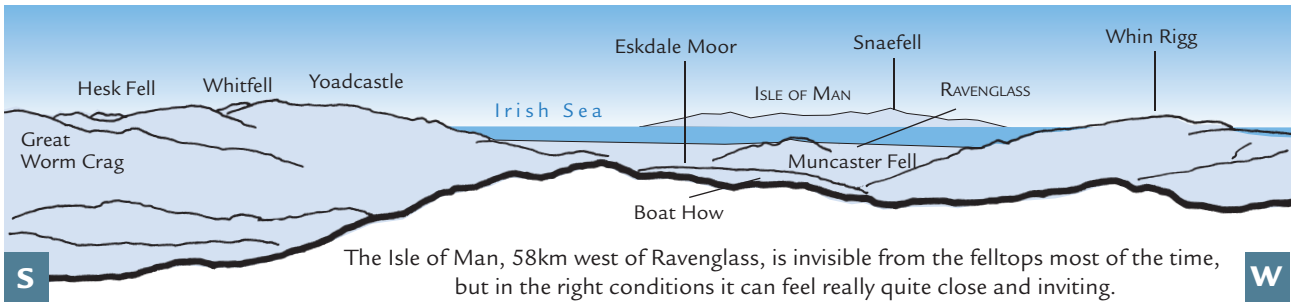 Eskdale Moor
Snaefell
Whin Rigg
Hesk Fell
Whitfell
Yoadcastle
Isle of Man
Ravenglass
Irish Sea
Great
Worm Crag
Muncaster Fell
Boat How
The Isle of Man, 58km west of Ravenglass, is invisible from the felltops most of the time,
but in the right conditions it can feel really quite close and inviting.
S
W